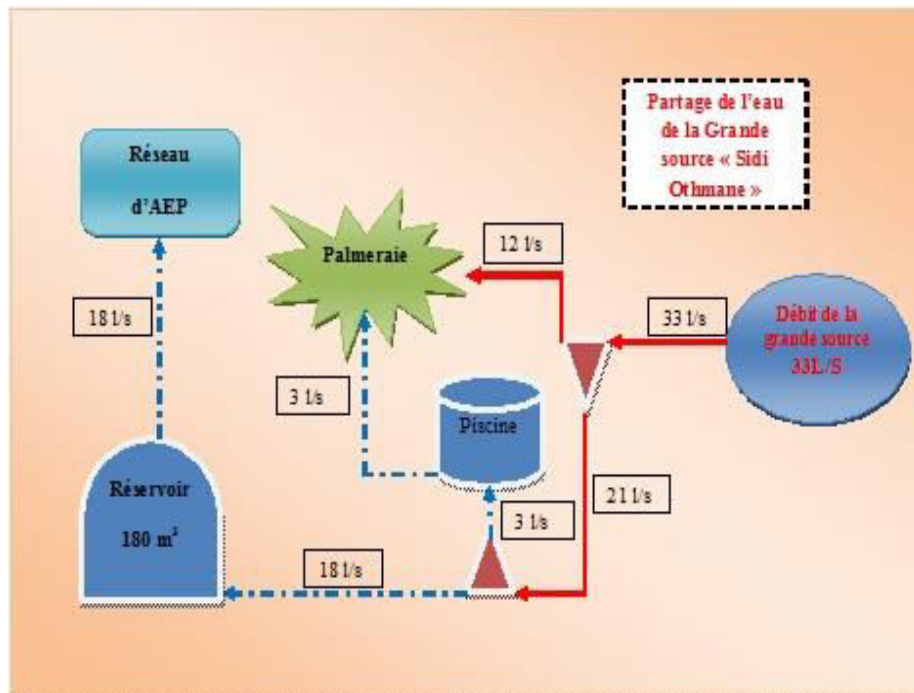 Partage de l'eau
de la Grande
source « Sidi
Othmane »
Réseau
d'AEP
Palmeraie
12 l/s
18 l/s
33 l/s
Débit de la
grande source
33L/S
3 l/s
Piscine
Réservoir
180 m³
21 l/s
3 l/s
18 l/s